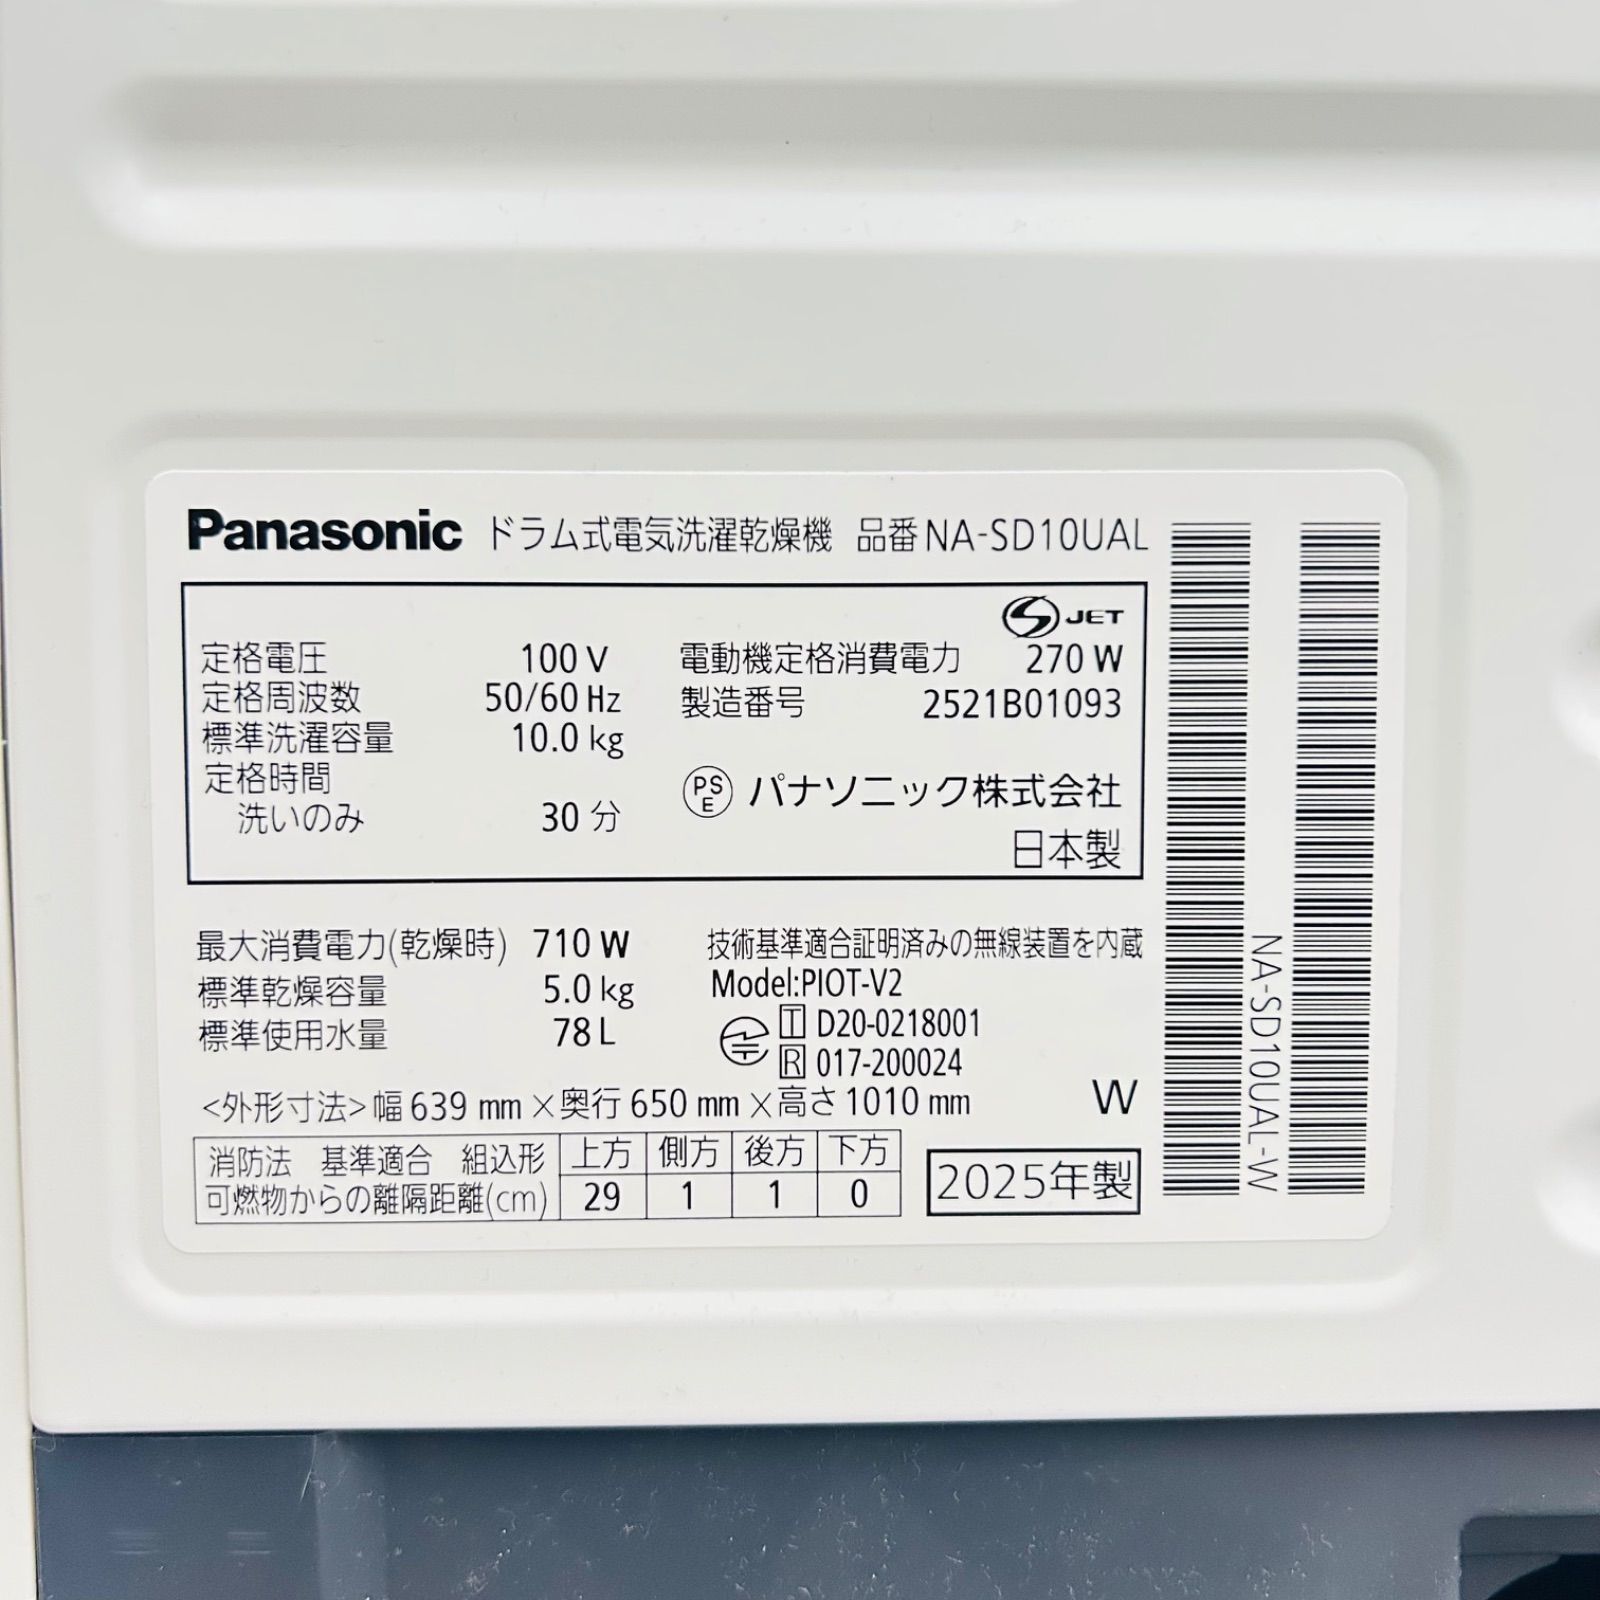 Panasonic ドラム式電気洗濯乾燥機 品番 NA-SD10UAL
JET
定格電圧 100 V 電動機定格消費電力 270 W
定格周波数 50/60 Hz 製造番号 2521B01093
標準洗濯容量 10.0 kg
定格時間
洗いのみ 30 分
PS E パナソニック株式会社
日本製
最大消費電力(乾燥時) 710 W 技術基準適合証明済みの無線装置を内蔵
標準乾燥容量 5.0 kg Model:PIOT-V2
標準使用水量 78 L T D20-0218001
R 017-200024
<外形寸法>幅 639 mm×奥行 650 mm×高さ 1010 mm W
消防法 基準適合 組込形 上方 側方 後方 下方
可燃物からの離隔距離(cm) 29 1 1 0
2025年製
NA-SD10UAL-W